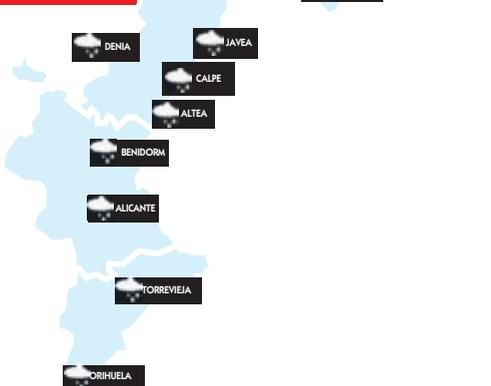 DENIA
JAVEA
CALPE
ALTEA
BENIDORM
ALICANTE
TORREVIEJA
ORIHUELA